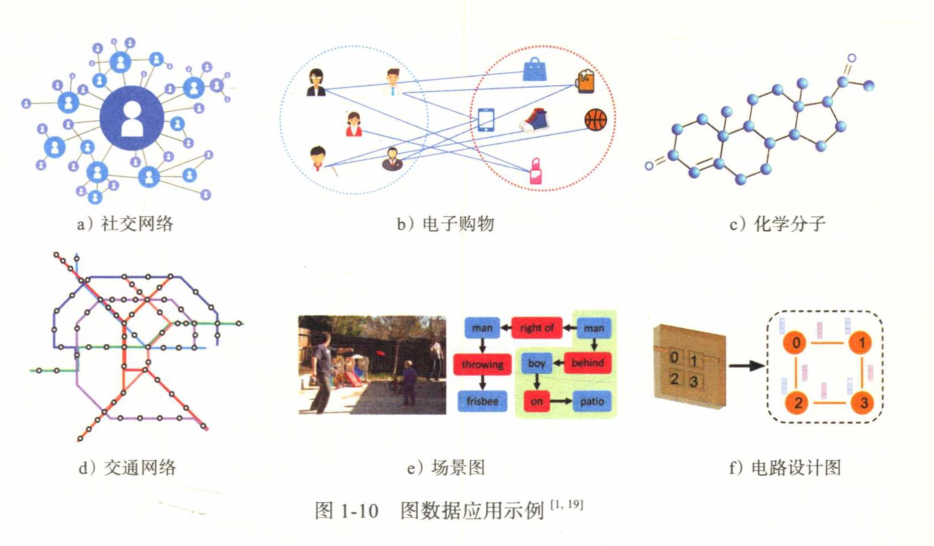 a）社交网络
b）电子购物
c）化学分子
O
O
d）交通网络
man right of man
throwing boy behind
frisbee on patio
e）场景图
0 1
2 3
0 1
2 3
f）电路设计图
图 1-10 图数据应用示例 [1, 19]